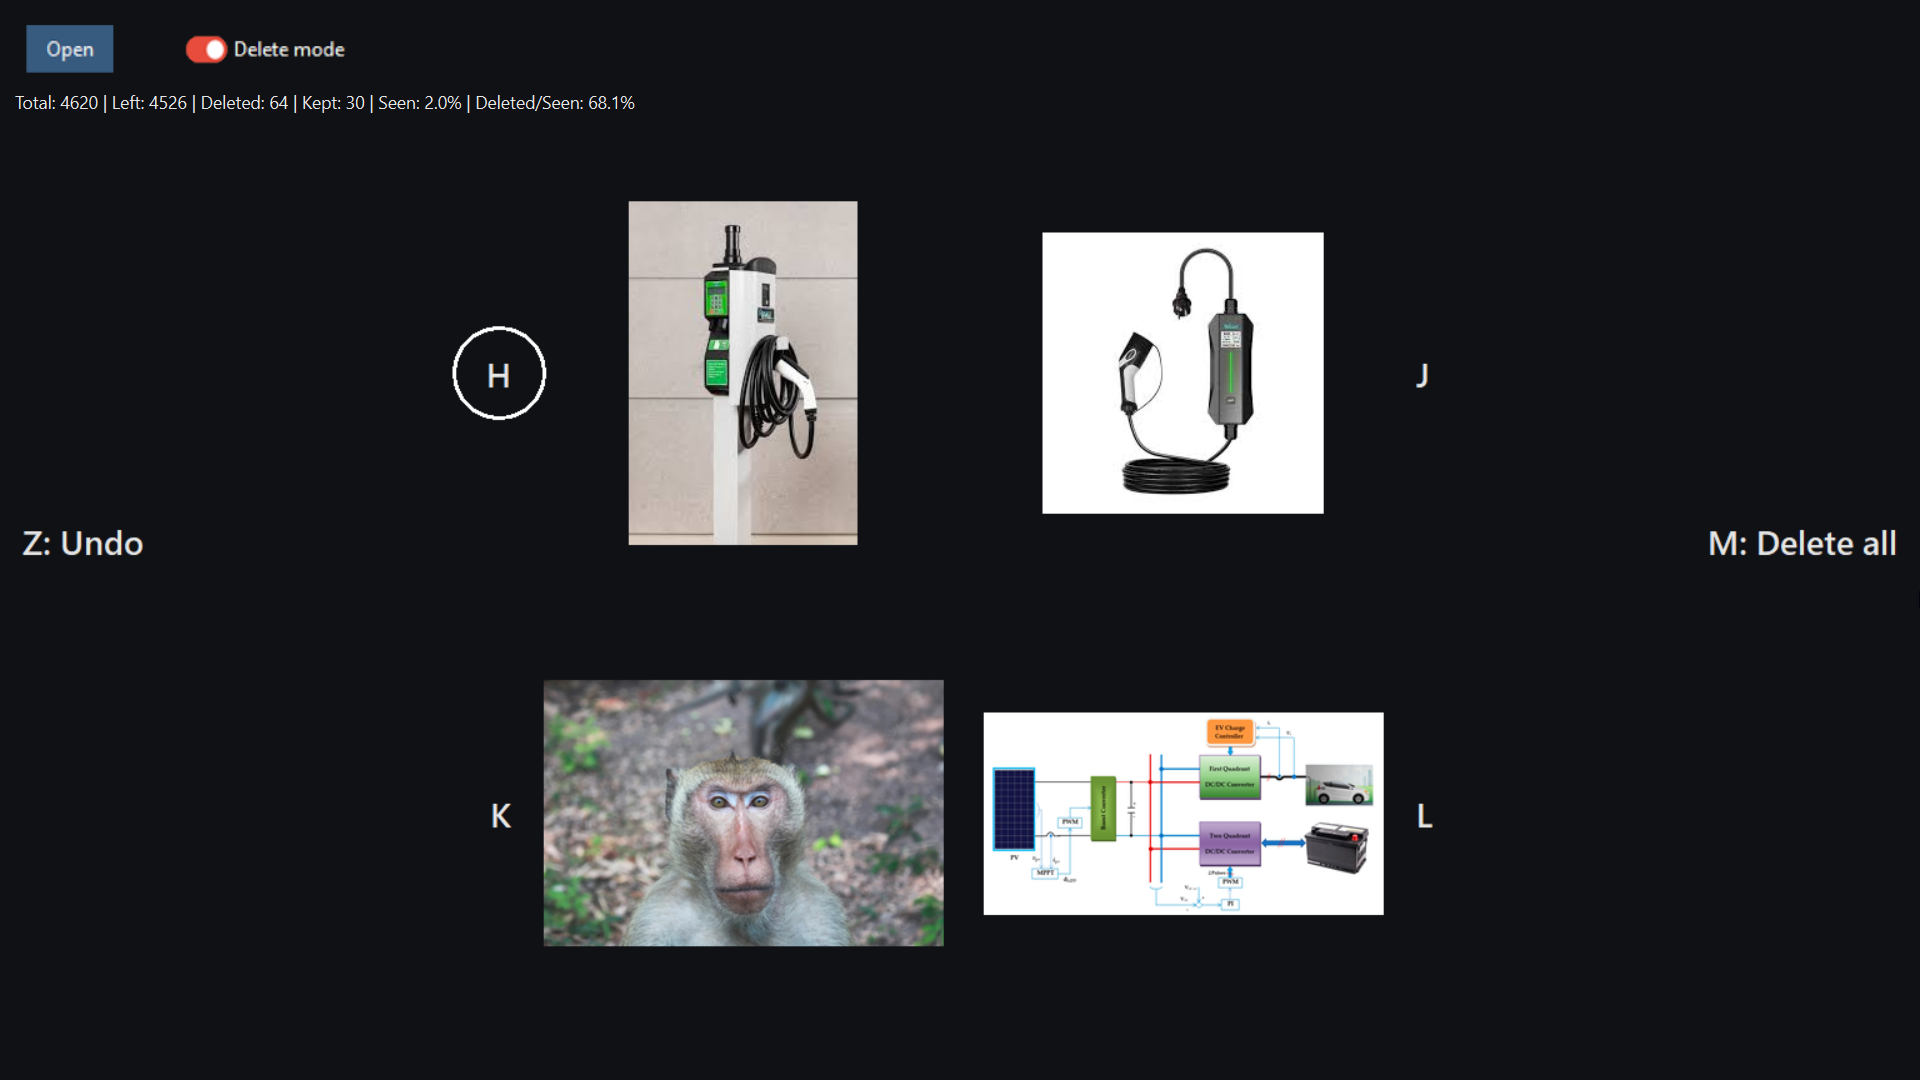 Open
Delete mode
Total: 4620 | Left: 4526 | Deleted: 64 | Kept: 30 | Seen: 2.0% | Deleted/Seen: 68.1%
H
J
Z: Undo
M: Delete all
K
L
EV Charge
Controller
First Quadrant
DC/DC Converter
Boost Converter
PWM
PV
MPPT
Two Quadrant
DC/DC Converter
PWM
PI